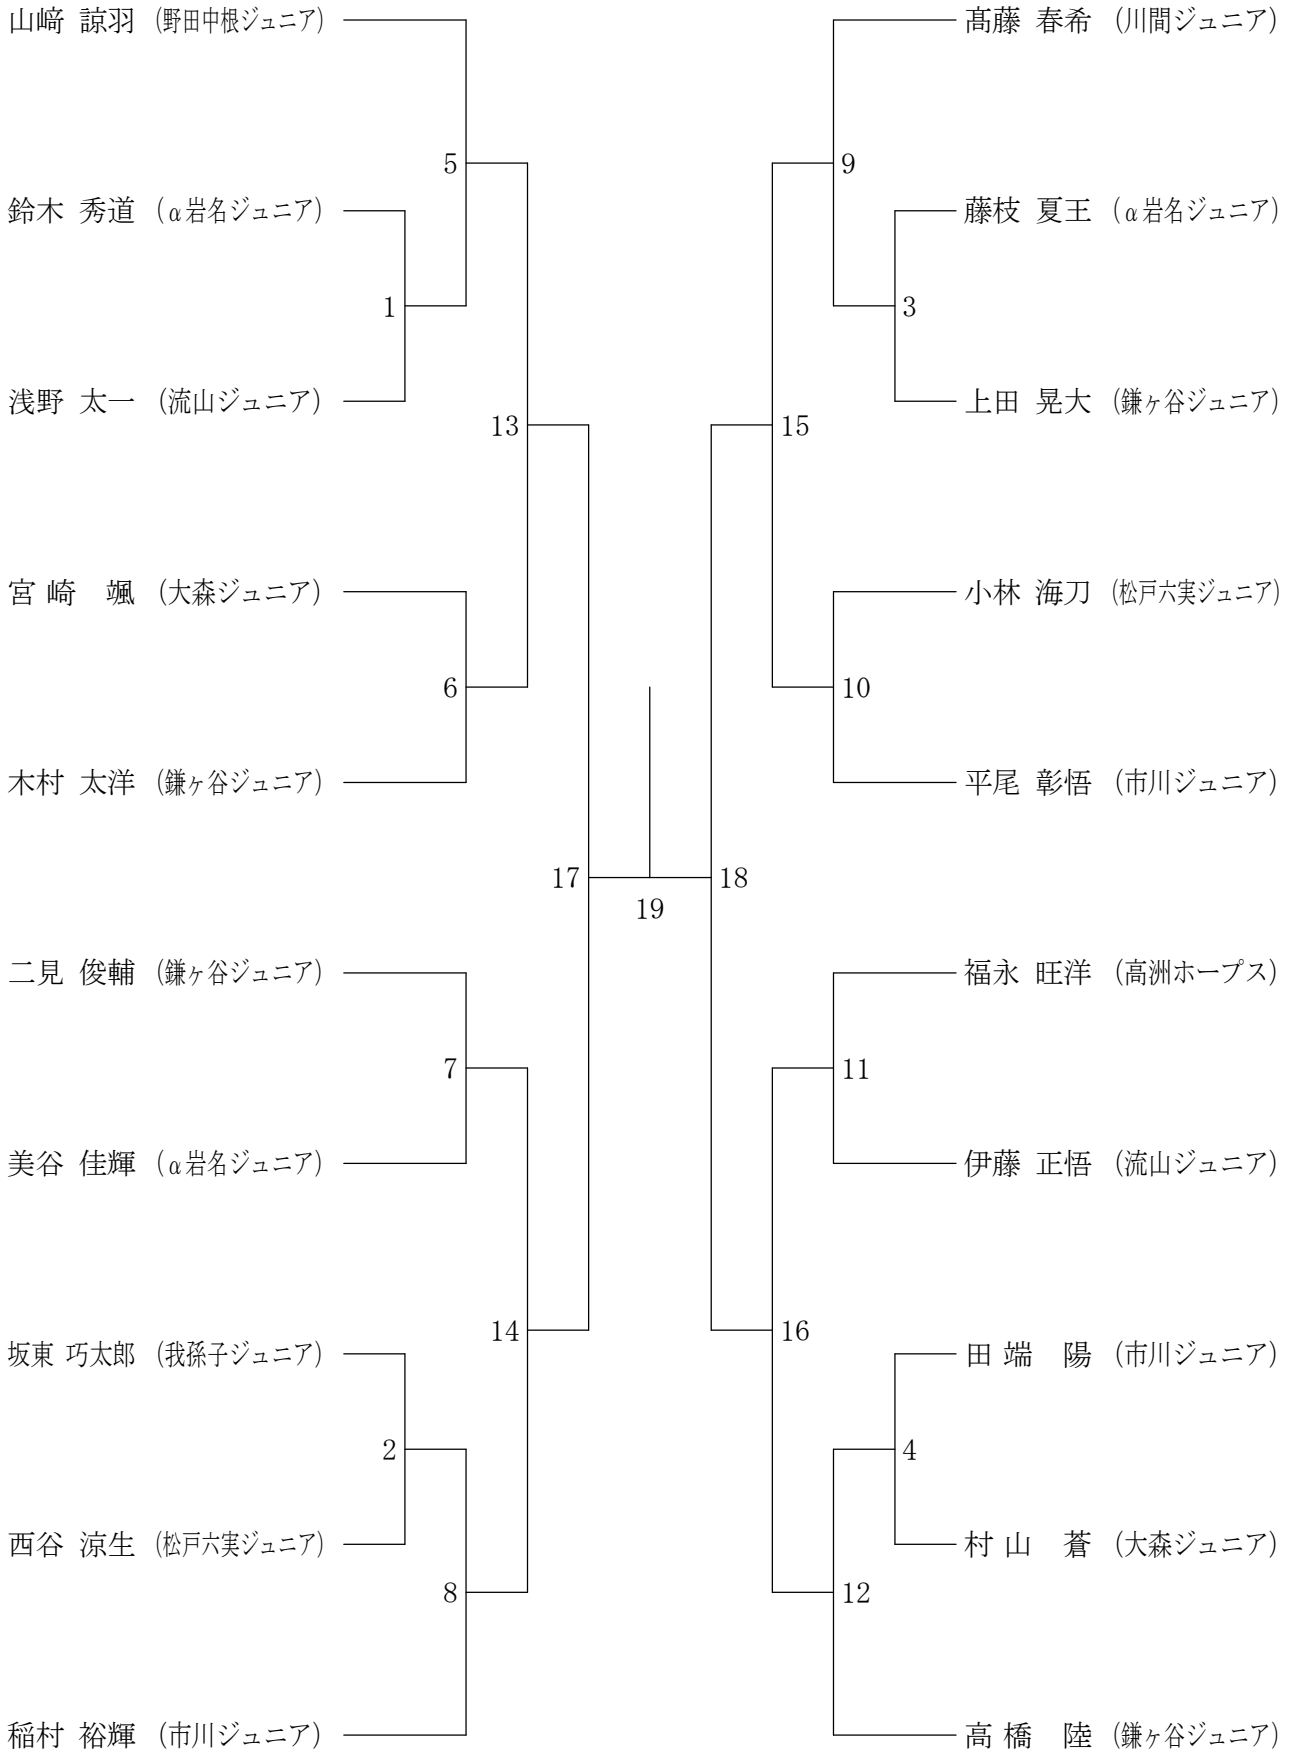 山﨑 諒羽 (野田中根ジュニア)
5
鈴木 秀道 (α岩名ジュニア)
1
浅野 太一 (流山ジュニア)
13
宮崎 颯 (大森ジュニア)
6
木村 太洋 (鎌ヶ谷ジュニア)
17
二見 俊輔 (鎌ヶ谷ジュニア)
7
美谷 佳輝 (α岩名ジュニア)
14
坂東 巧太郎 (我孫子ジュニア)
2
西谷 涼生 (松戸六実ジュニア)
8
稲村 裕輝 (市川ジュニア)
19
髙藤 春希 (川間ジュニア)
9
藤枝 夏王 (α岩名ジュニア)
3
上田 晃大 (鎌ヶ谷ジュニア)
15
小林 海刀 (松戸六実ジュニア)
10
平尾 彰悟 (市川ジュニア)
18
福永 旺洋 (高洲ホープス)
11
伊藤 正悟 (流山ジュニア)
16
田端 陽 (市川ジュニア)
4
村山 蒼 (大森ジュニア)
12
高橋 陸 (鎌ヶ谷ジュニア)